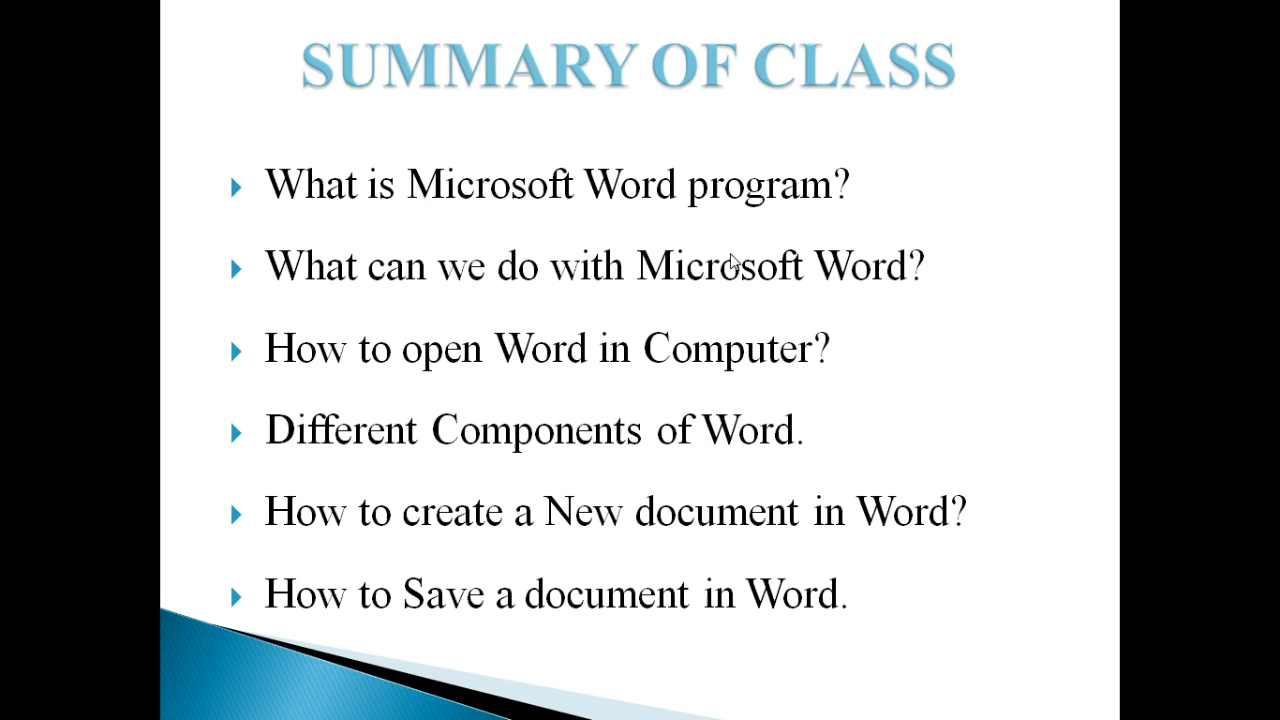 SUMMARY OF CLASS
What is Microsoft Word program?
What can we do with Microsoft Word?
How to open Word in Computer?
Different Components of Word.
How to create a New document in Word?
How to Save a document in Word.